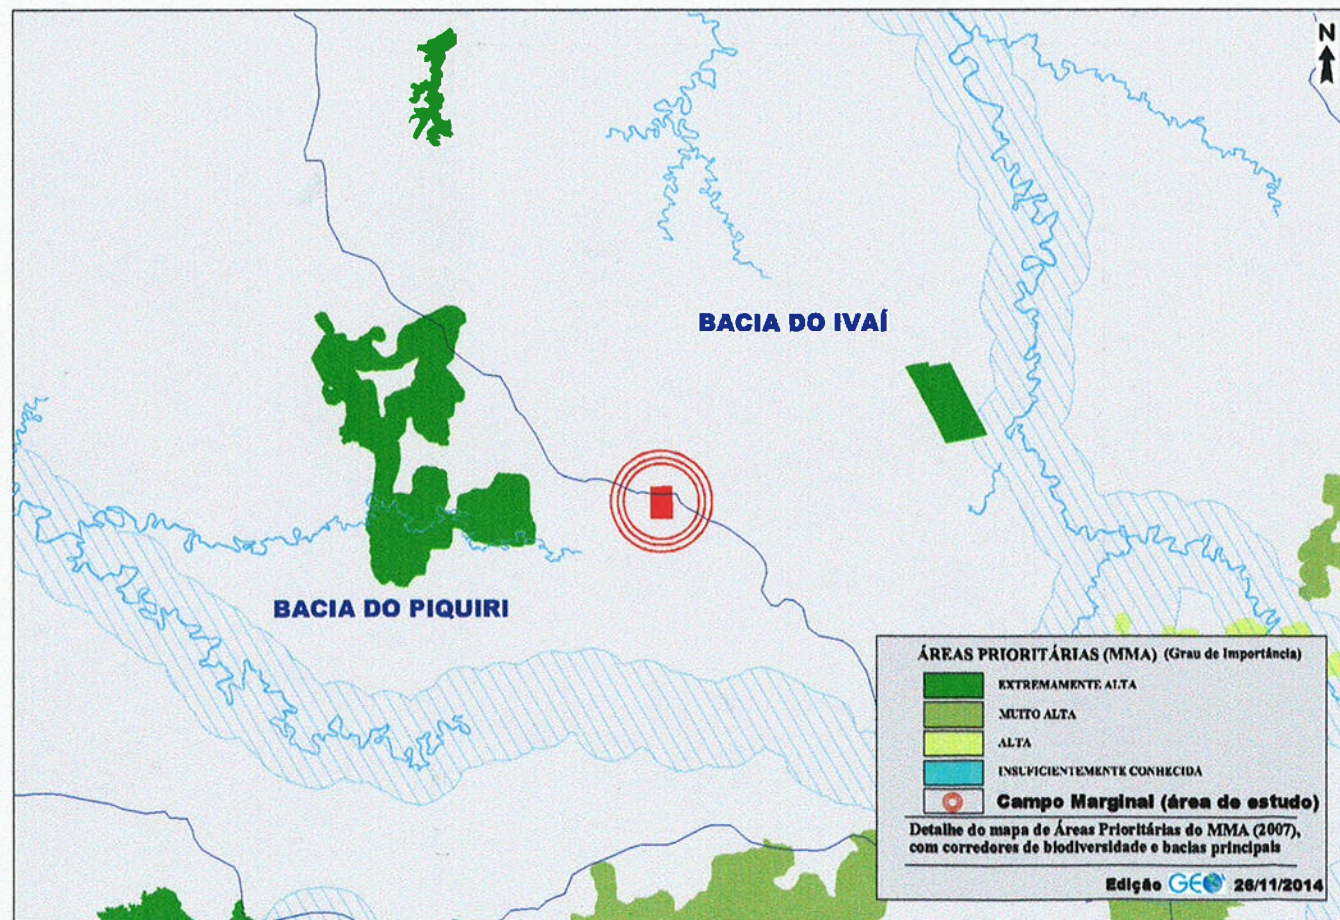 N
BACIA DO IVAÍ
BACIA DO PIQUIRI
ÁREAS PRIORITÁRIAS (MMA) (Grau de Importância)
EXTREMAMENTE ALTA
MUITO ALTA
ALTA
INSUFICIENTEMENTE CONHECIDA
Campo Marginal (área de estudo)
Detalhe do mapa de Áreas Prioritárias do MMA (2007),
com corredores de biodiversidade e bacias principais
Edição GEO 26/11/2014